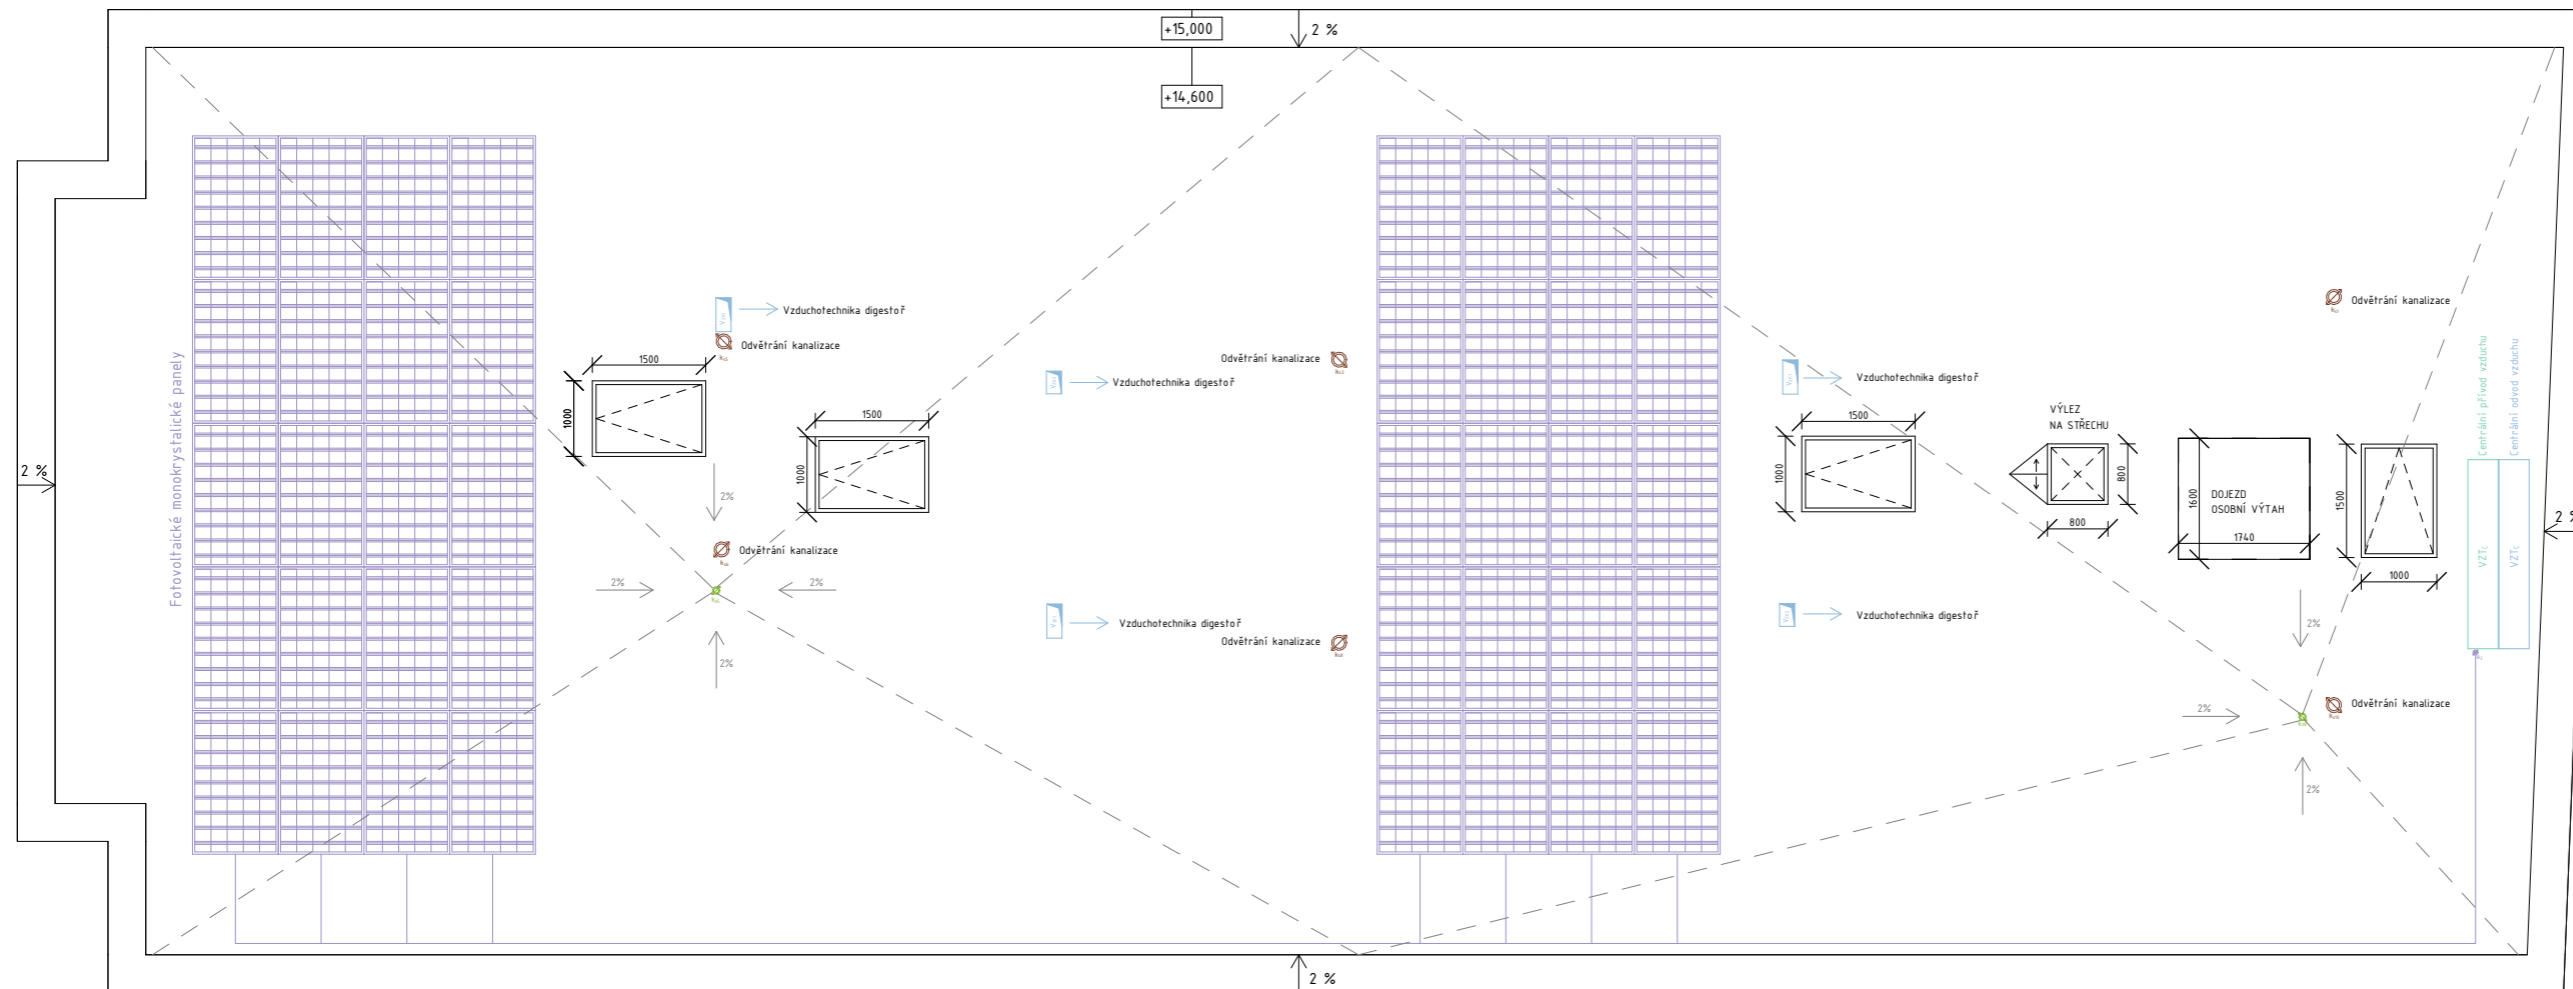 +15,000
2 %
+14,600
Odvětrání kanalizace
Vzduchotechnika digestoř
Odvětrání kanalizace
Fotovoltaické monokrystalické panely
1500
1000
Odvětrání kanalizace
Vzduchotechnika digestoř
1500
1000
Vzduchotechnika digestoř
1500
1000
VÝLEZ
NA STŘECHU
800
800
DOJEZD
OSOBNÍ VÝTAH
1600
1740
1500
1000
Centrální přívod vzduchu
Centrální odvod vzduchu
VZT
VZT
2 %
2%
Odvětrání kanalizace
2%
2%
2%
Vzduchotechnika digestoř
Odvětrání kanalizace
Vzduchotechnika digestoř
2%
2%
2%
Odvětrání kanalizace
2 %